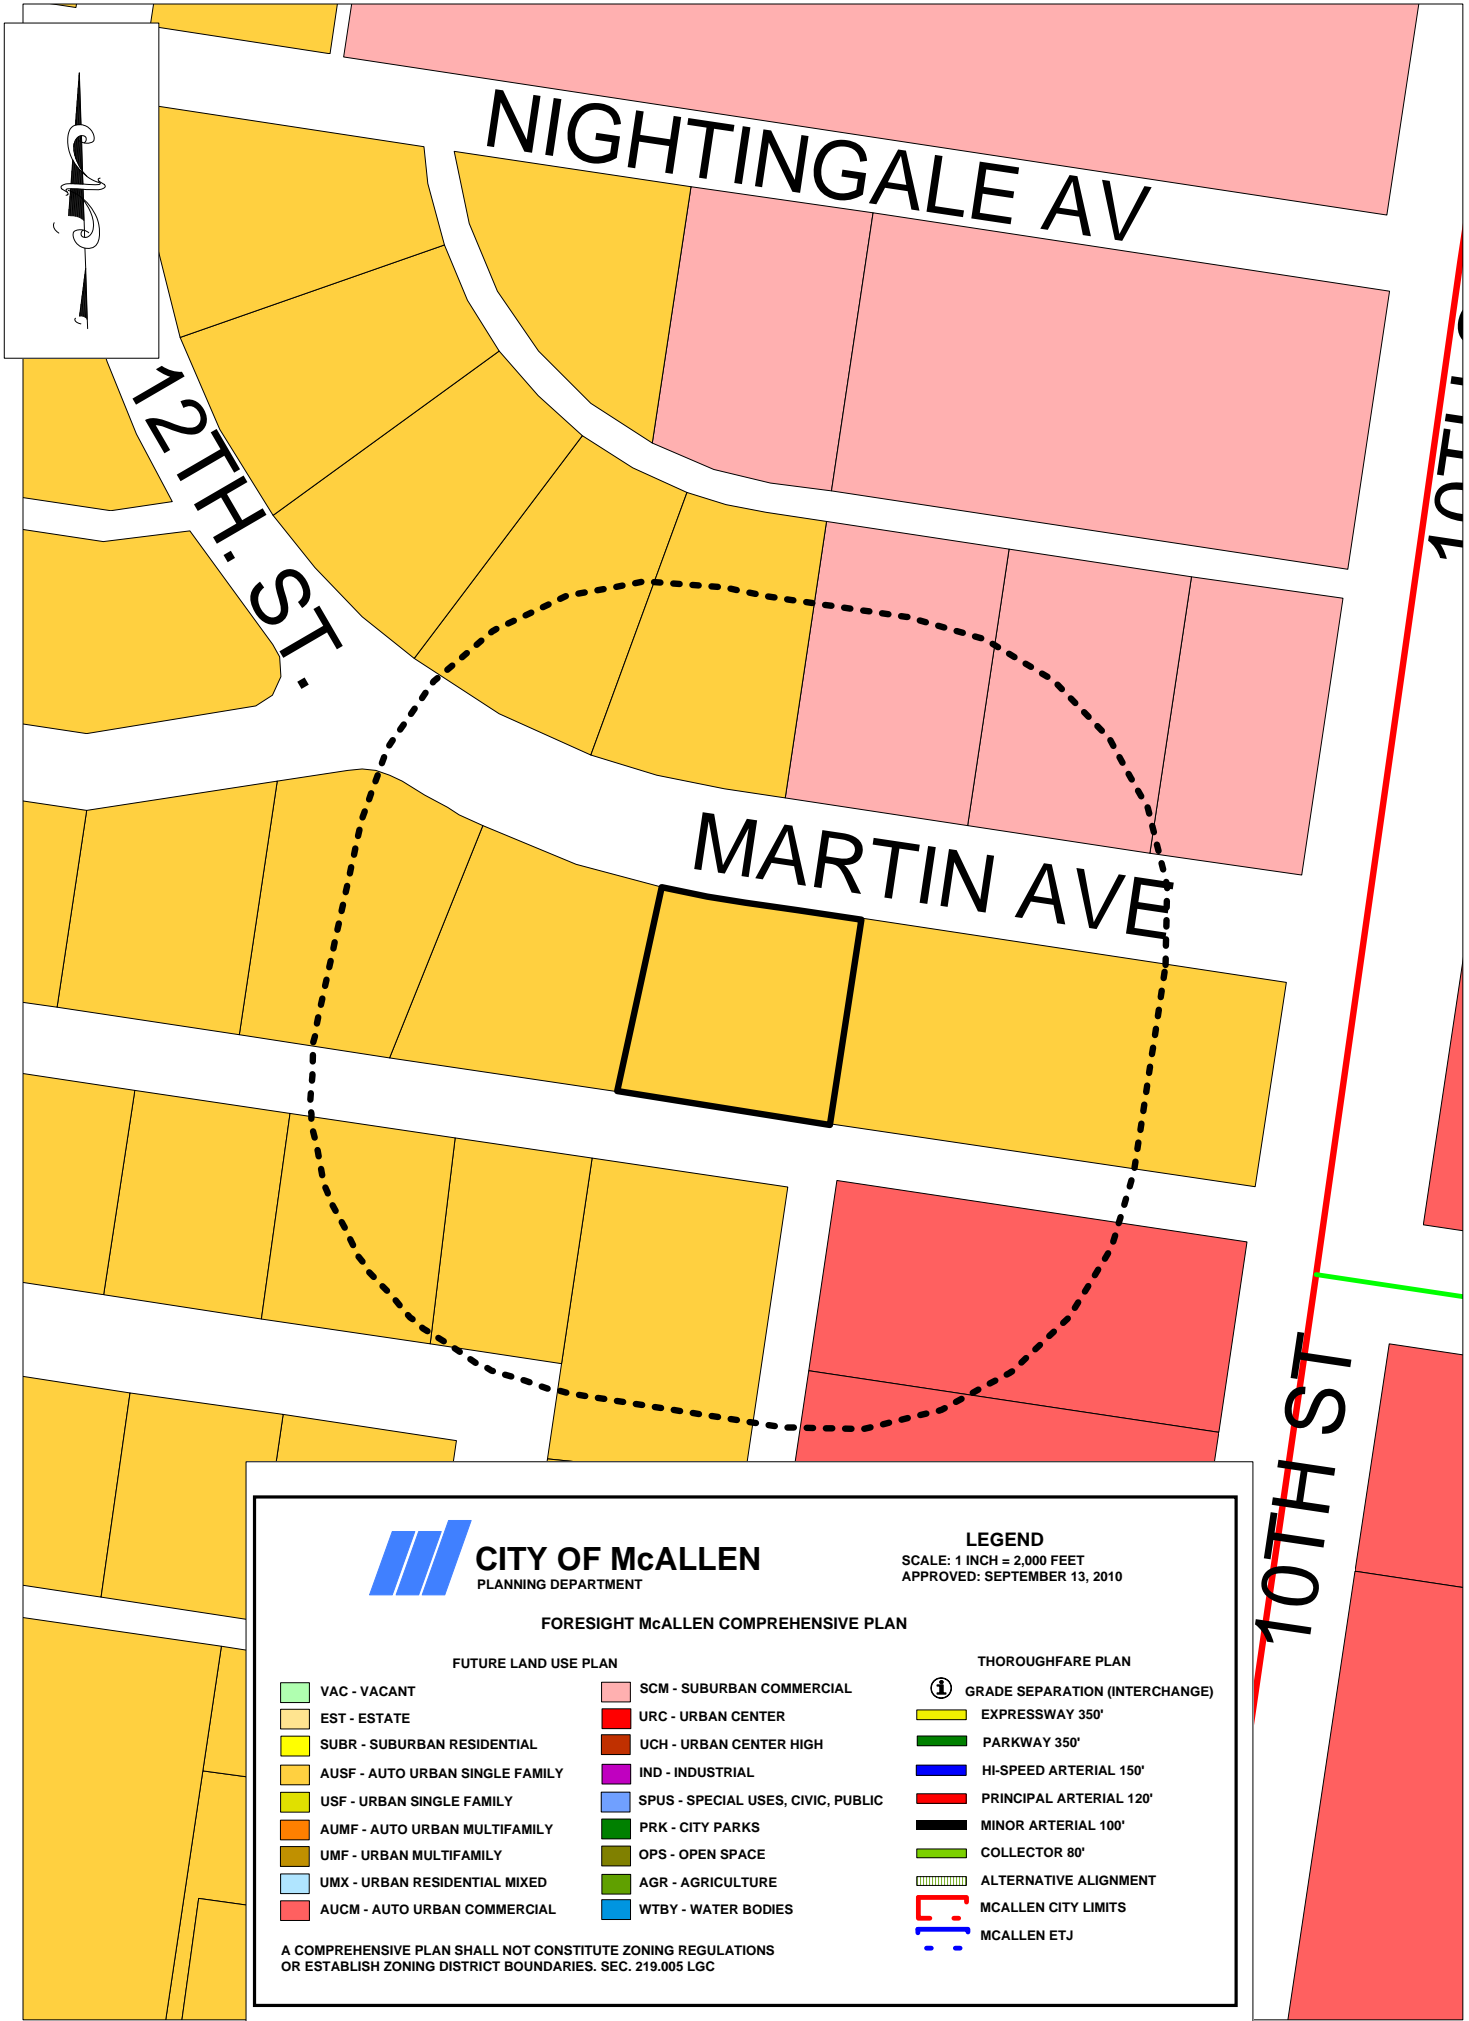 NIGHTINGALE AV
10TH S
12TH. ST.
MARTIN AVE
10TH ST
CITY OF McALLEN
PLANNING DEPARTMENT
LEGEND
SCALE: 1 INCH = 2,000 FEET
APPROVED: SEPTEMBER 13, 2010
FORESIGHT McALLEN COMPREHENSIVE PLAN
FUTURE LAND USE PLAN
VAC - VACANT
EST - ESTATE
SUBR - SUBURBAN RESIDENTIAL
AUSF - AUTO URBAN SINGLE FAMILY
USF - URBAN SINGLE FAMILY
AUMF - AUTO URBAN MULTIFAMILY
UMF - URBAN MULTIFAMILY
UMX - URBAN RESIDENTIAL MIXED
AUCM - AUTO URBAN COMMERCIAL
SCM - SUBURBAN COMMERCIAL
URC - URBAN CENTER
UCH - URBAN CENTER HIGH
IND - INDUSTRIAL
SPUS - SPECIAL USES, CIVIC, PUBLIC
PRK - CITY PARKS
OPS - OPEN SPACE
AGR - AGRICULTURE
WTBY - WATER BODIES
THOROUGHFARE PLAN
GRADE SEPARATION (INTERCHANGE)
EXPRESSWAY 350'
PARKWAY 350'
HI-SPEED ARTERIAL 150'
PRINCIPAL ARTERIAL 120'
MINOR ARTERIAL 100'
COLLECTOR 80'
ALTERNATIVE ALIGNMENT
MCALLEN CITY LIMITS
MCALLEN ETJ
A COMPREHENSIVE PLAN SHALL NOT CONSTITUTE ZONING REGULATIONS
OR ESTABLISH ZONING DISTRICT BOUNDARIES. SEC. 219.005 LGC